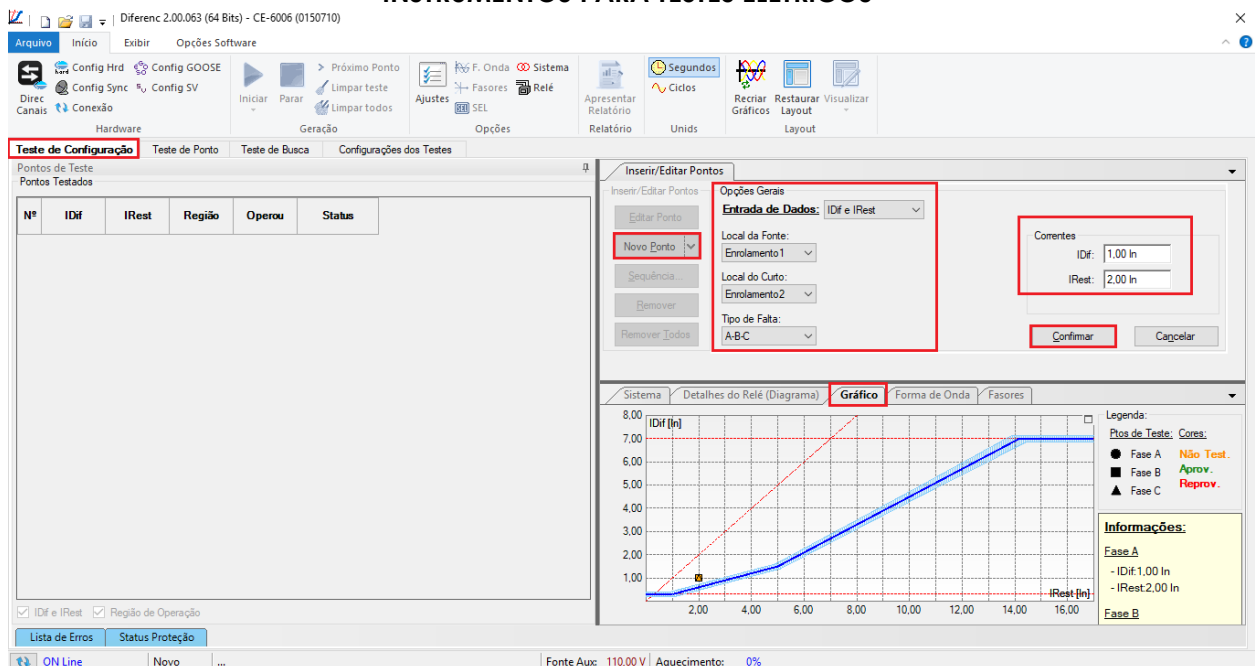 INSTRUMENTOS PARA TESTES ELÉTRICOS
Diferenc 2.00.063 (64 Bits) - CE-6006 (0150710)
Arquivo Início Exibir Opções Software
Direc Canais
Config Hrd Config GOOSE
Config Sync Config SV
Conexão
Hardware
Iniciar Parar
Próximo Ponto
Limpar teste
Limpar todos
Geração
Ajustes
F. Onda Sistema
Fasores Relé
SEL
Opções
Apresentar Relatório
Relatório
Segundos
Ciclos
Unids
Recriar Gráficos
Restaurar Layout
Visualizar
Layout
Teste de Configuração Teste de Ponto Teste de Busca Configurações dos Testes
Pontos de Teste
Pontos Testados
Nº IDif IRest Região Operou Status
IDif e IRest Região de Operação
Inserir/Editar Pontos
Inserir/Editar Pontos
Editar Ponto
Novo Ponto
Sequência...
Remover
Remover Todos
Opções Gerais
Entrada de Dados: IDif e IRest
Local da Fonte:
Enrolamento1
Local do Curto:
Enrolamento2
Tipo de Falta:
A-B-C
Correntes
IDif: 1,00 In
IRest: 2,00 In
Confirmar Cancelar
Sistema Detalhes do Relé (Diagrama) Gráfico Forma de Onda Fasores
IDif [In]
8,00
7,00
6,00
5,00
4,00
3,00
2,00
1,00
IRest [In]
2,00 4,00 6,00 8,00 10,00 12,00 14,00 16,00
Legenda:
Ptos de Teste: Cores:
Fase A Não Test.
Fase B Aprov.
Fase C Reprov.
Informações:
Fase A
- IDif:1,00 In
- IRest:2,00 In
Fase B
Lista de Erros Status Proteção
ON Line Novo ... Fonte Aux: 110,00 V Aquecimento: 0%